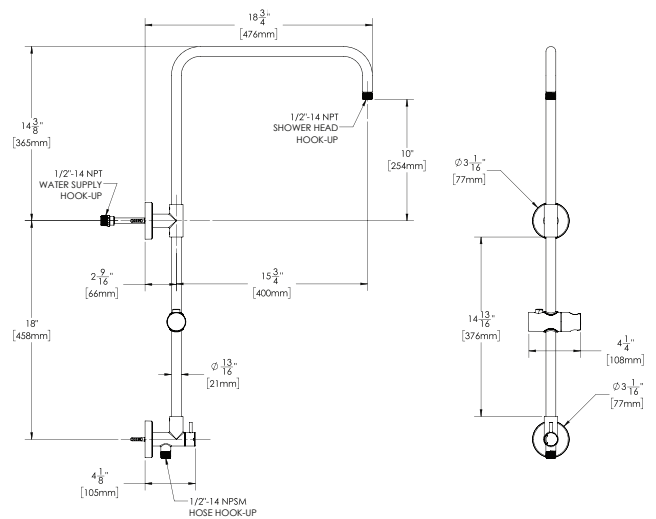 18 3/4"
[476mm]
1/2"-14 NPT
SHOWER HEAD
HOOK-UP
14 3/8"
[365mm]
10"
[254mm]
Ø3 1/16"
[77mm]
1/2"-14 NPT
WATER SUPPLY
HOOK-UP
2 9/16"
[66mm]
15 3/4"
[400mm]
18"
[458mm]
14 13/16"
[376mm]
4 1/4"
[108mm]
Ø 13/16"
[21mm]
Ø3 1/16"
[77mm]
4 1/8"
[105mm]
1/2"-14 NPSM
HOSE HOOK-UP